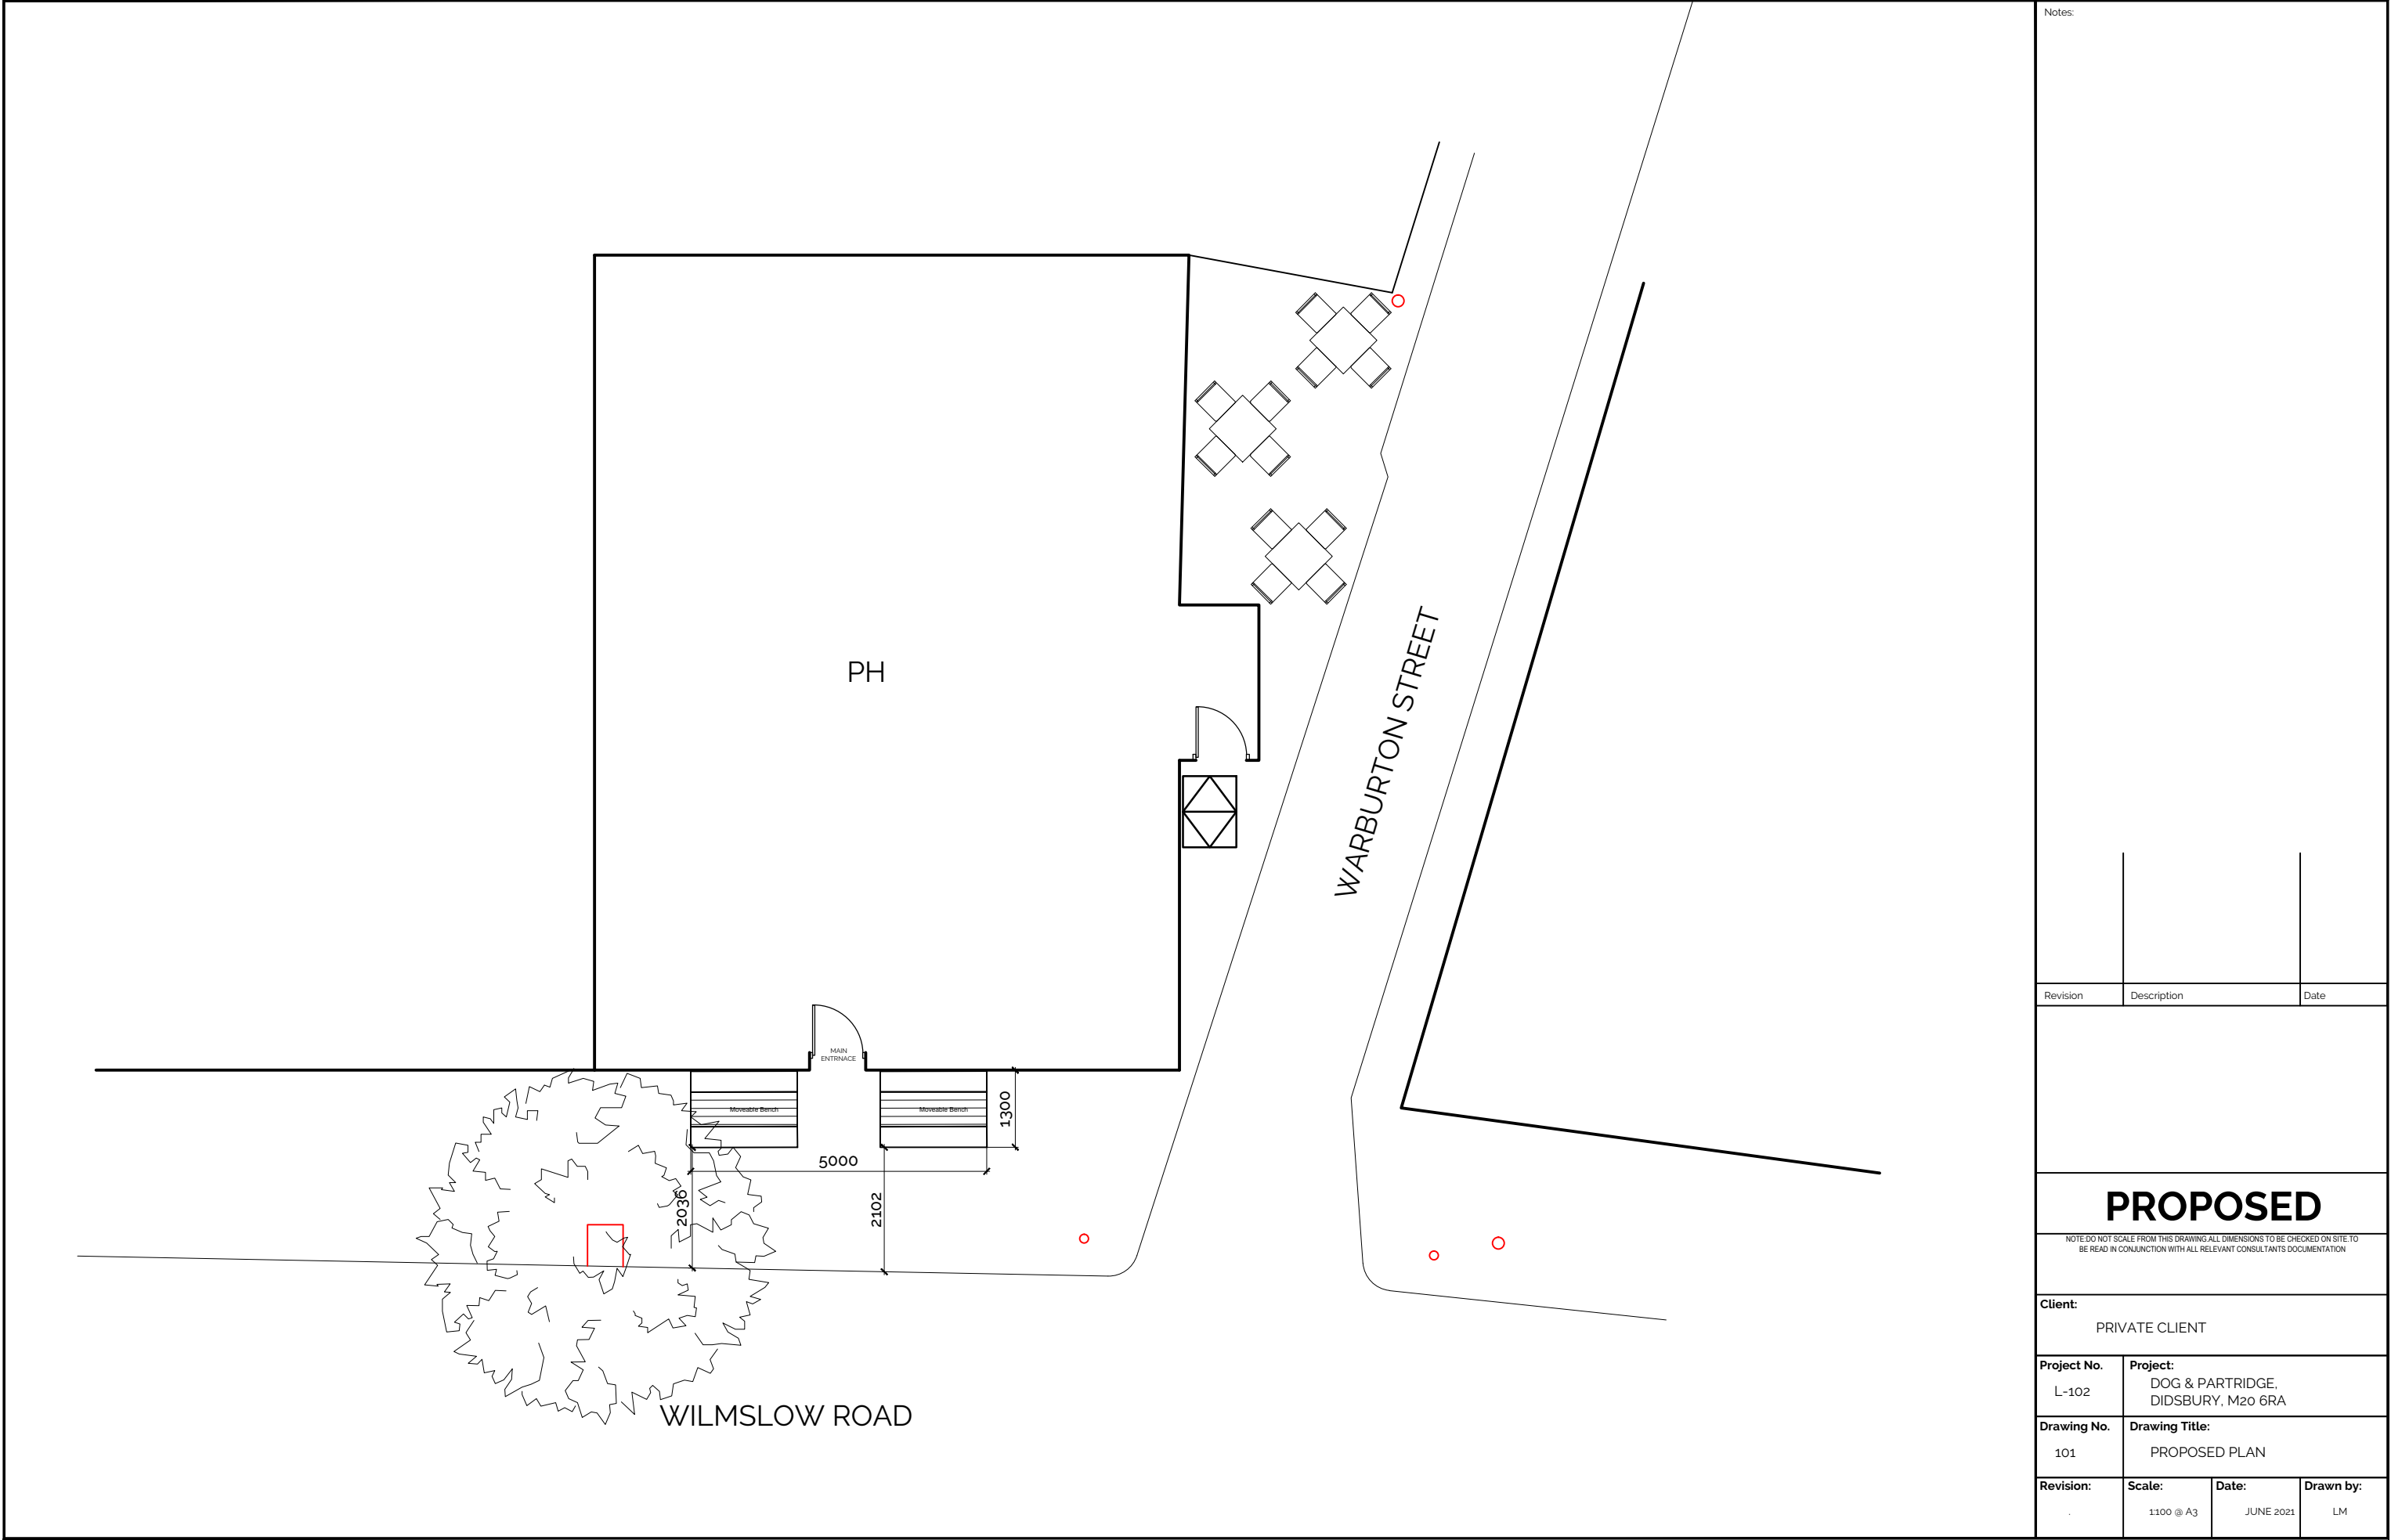 Notes:
PH
WARBURTON STREET
MAIN
ENTRNACE
Moveable Bench
Moveable Bench
1300
5000
2036
2102
WILMSLOW ROAD
Revision
Description
Date
PROPOSED
NOTE:DO NOT SCALE FROM THIS DRAWING.ALL DIMENSIONS TO BE CHECKED ON SITE.TO
BE READ IN CONJUNCTION WITH ALL RELEVANT CONSULTANTS DOCUMENTATION
Client:
PRIVATE CLIENT
Project No.
L-102
Project:
DOG & PARTRIDGE,
DIDSBURY, M20 6RA
Drawing No.
101
Drawing Title:
PROPOSED PLAN
Revision:
.
Scale:
1:100 @ A3
Date:
JUNE 2021
Drawn by:
LM